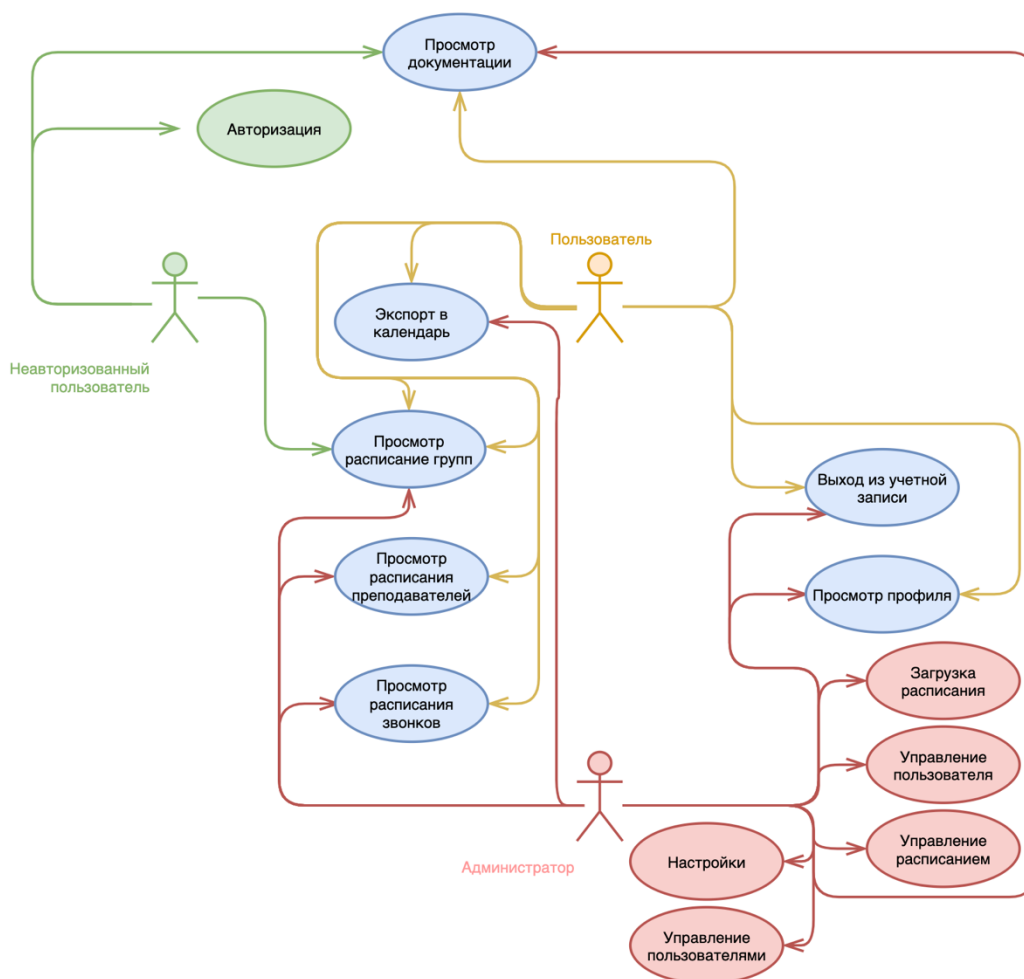 Просмотр
документации
Авторизация
Пользователь
Экспорт в
календарь
Неавторизованный
пользователь
Просмотр
расписание групп
Выход из учетной
записи
Просмотр
расписания
преподавателей
Просмотр профиля
Просмотр
расписания
звонков
Загрузка
расписания
Управление
пользователя
Управление
расписанием
Администратор
Настройки
Управление
пользователями